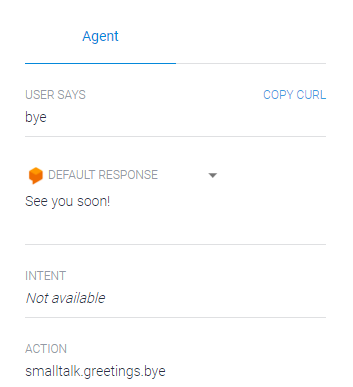 Agent
USER SAYS COPY CURL
bye
DEFAULT RESPONSE
See you soon!
INTENT
Not available
ACTION
smalltalk.greetings.bye